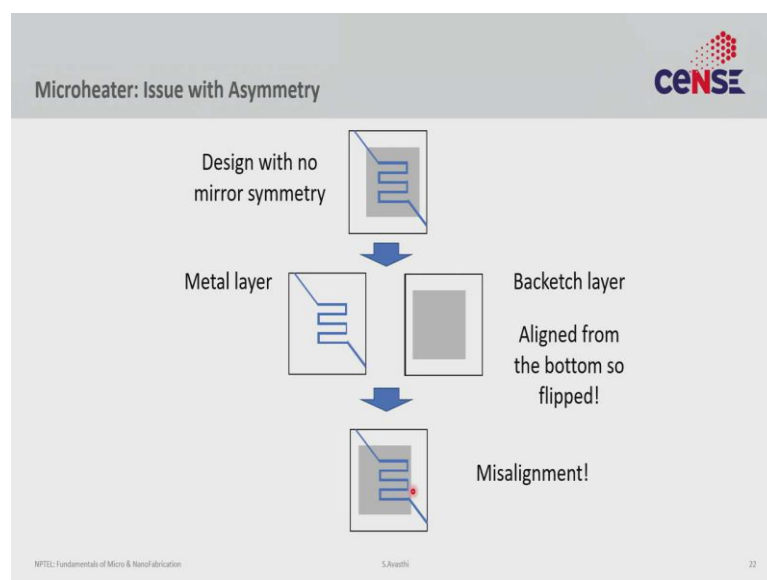 Microheater: Issue with Asymmetry
CeNSE
Design with no
mirror symmetry
Metal layer
Backetch layer
Aligned from
the bottom so
flipped!
Misalignment!
NPTEL: Fundamentals of Micro & NanoFabrication
S.Avasthi
22